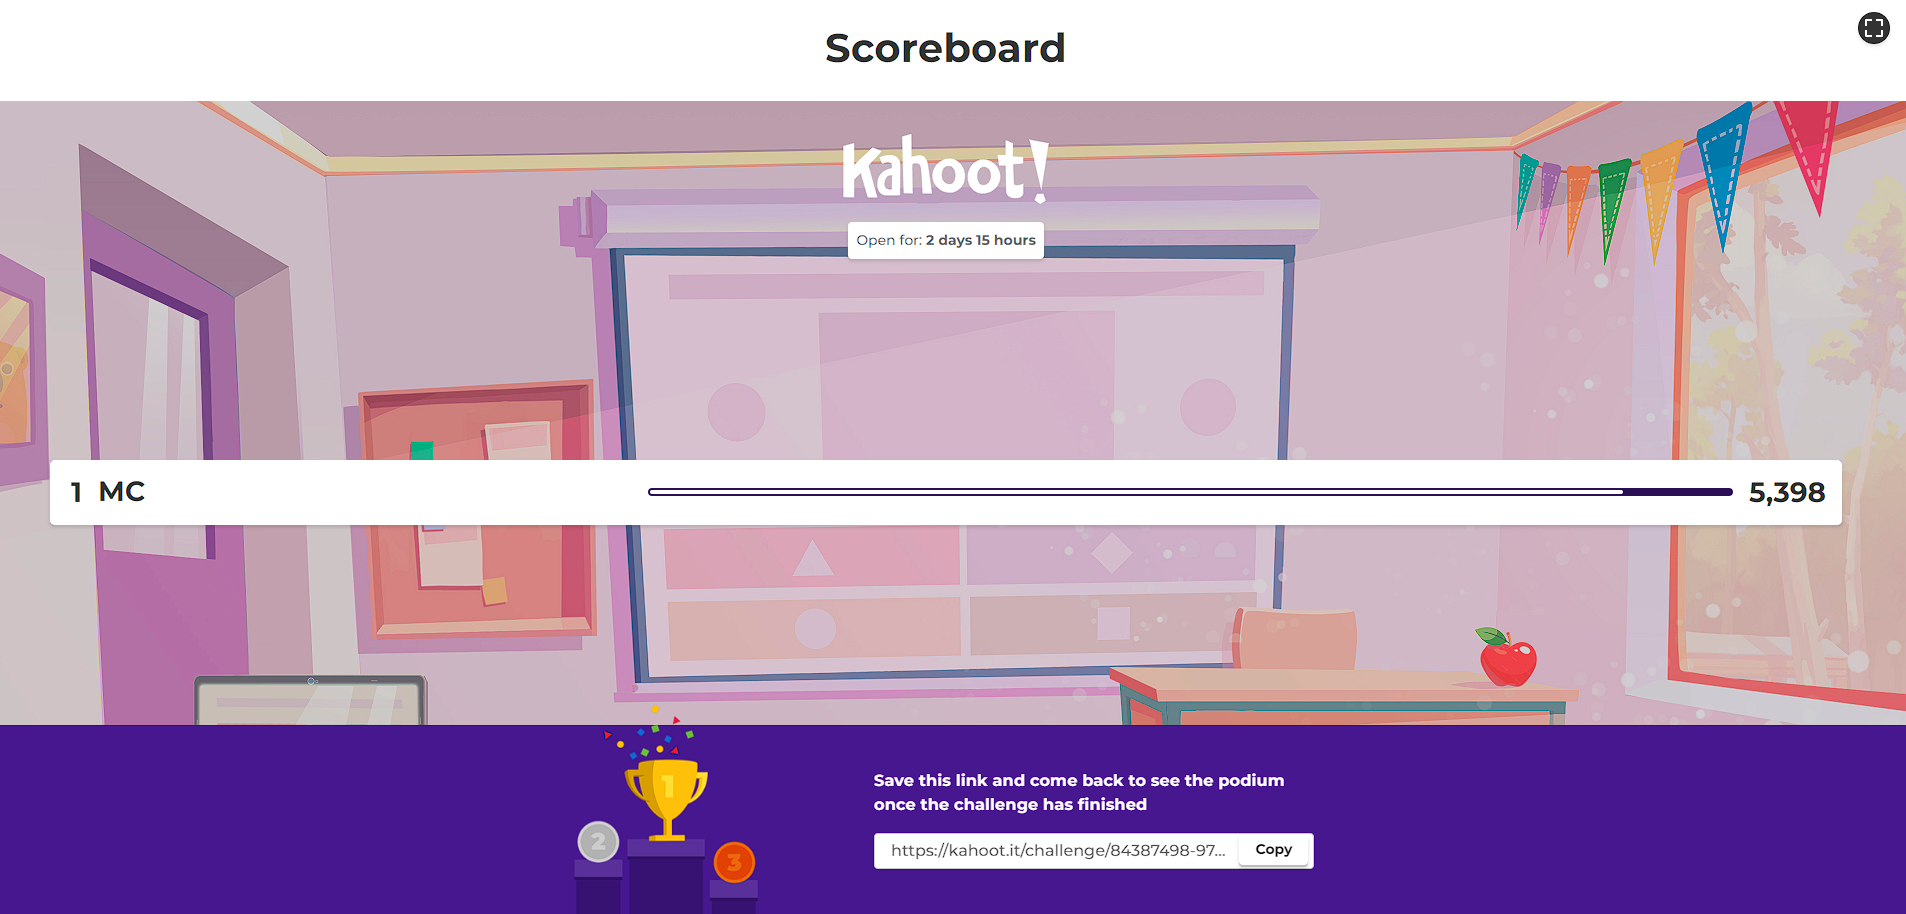 Scoreboard
Kahoot!
Open for: 2 days 15 hours
1 MC 5,398
1
2
3
Save this link and come back to see the podium
once the challenge has finished
https://kahoot.it/challenge/84387498-97... Copy